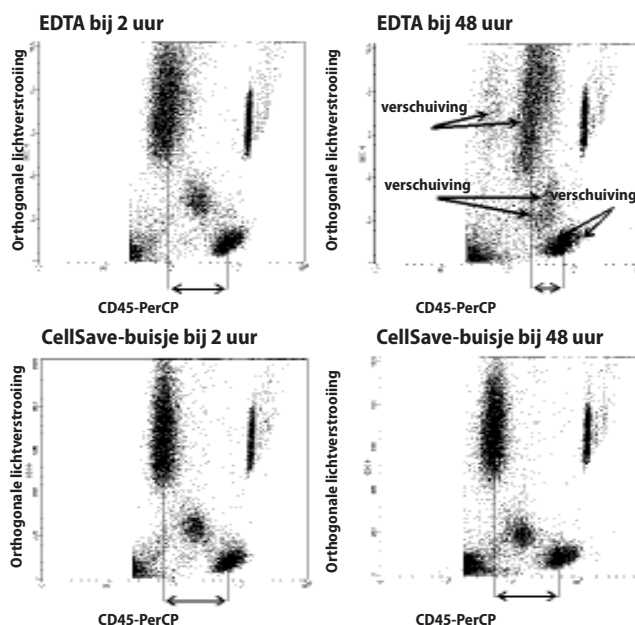 EDTA bij 2 uur
EDTA bij 48 uur
Orthogonale lichtverstrooiing
CD45-PerCP
Orthogonale lichtverstrooiing
verschuiving
verschuiving
verschuiving
CD45-PerCP
CellSave-buisje bij 2 uur
CellSave-buisje bij 48 uur
Orthogonale lichtverstrooiing
CD45-PerCP
Orthogonale lichtverstrooiing
CD45-PerCP